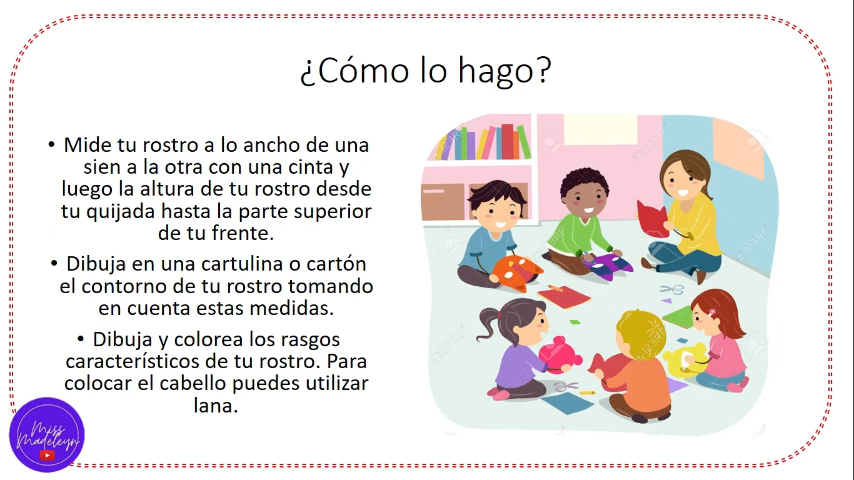 ¿Cómo lo hago?
• Mide tu rostro a lo ancho de una
sien a la otra con una cinta y
luego la altura de tu rostro desde
tu quijada hasta la parte superior
de tu frente.
• Dibuja en una cartulina o cartón
el contorno de tu rostro tomando
en cuenta estas medidas.
• Dibuja y colorea los rasgos
característicos de tu rostro. Para
colocar el cabello puedes utilizar
lana.
Miss
Madeleyn